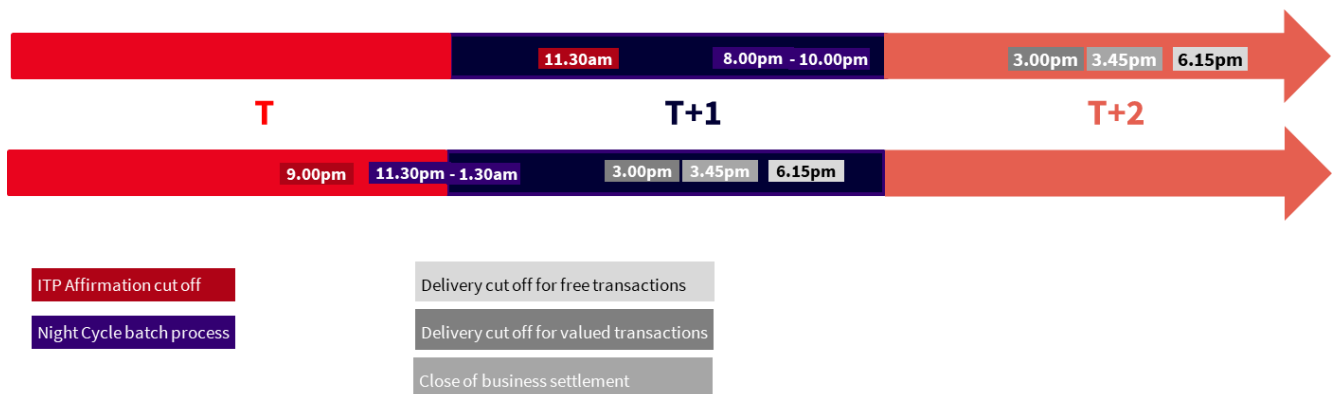 11.30am 8.00pm - 10.00pm 3.00pm 3.45pm 6.15pm
T T+1 T+2
9.00pm 11.30pm - 1.30am 3.00pm 3.45pm 6.15pm
ITP Affirmation cut off
Night Cycle batch process
Delivery cut off for free transactions
Delivery cut off for valued transactions
Close of business settlement